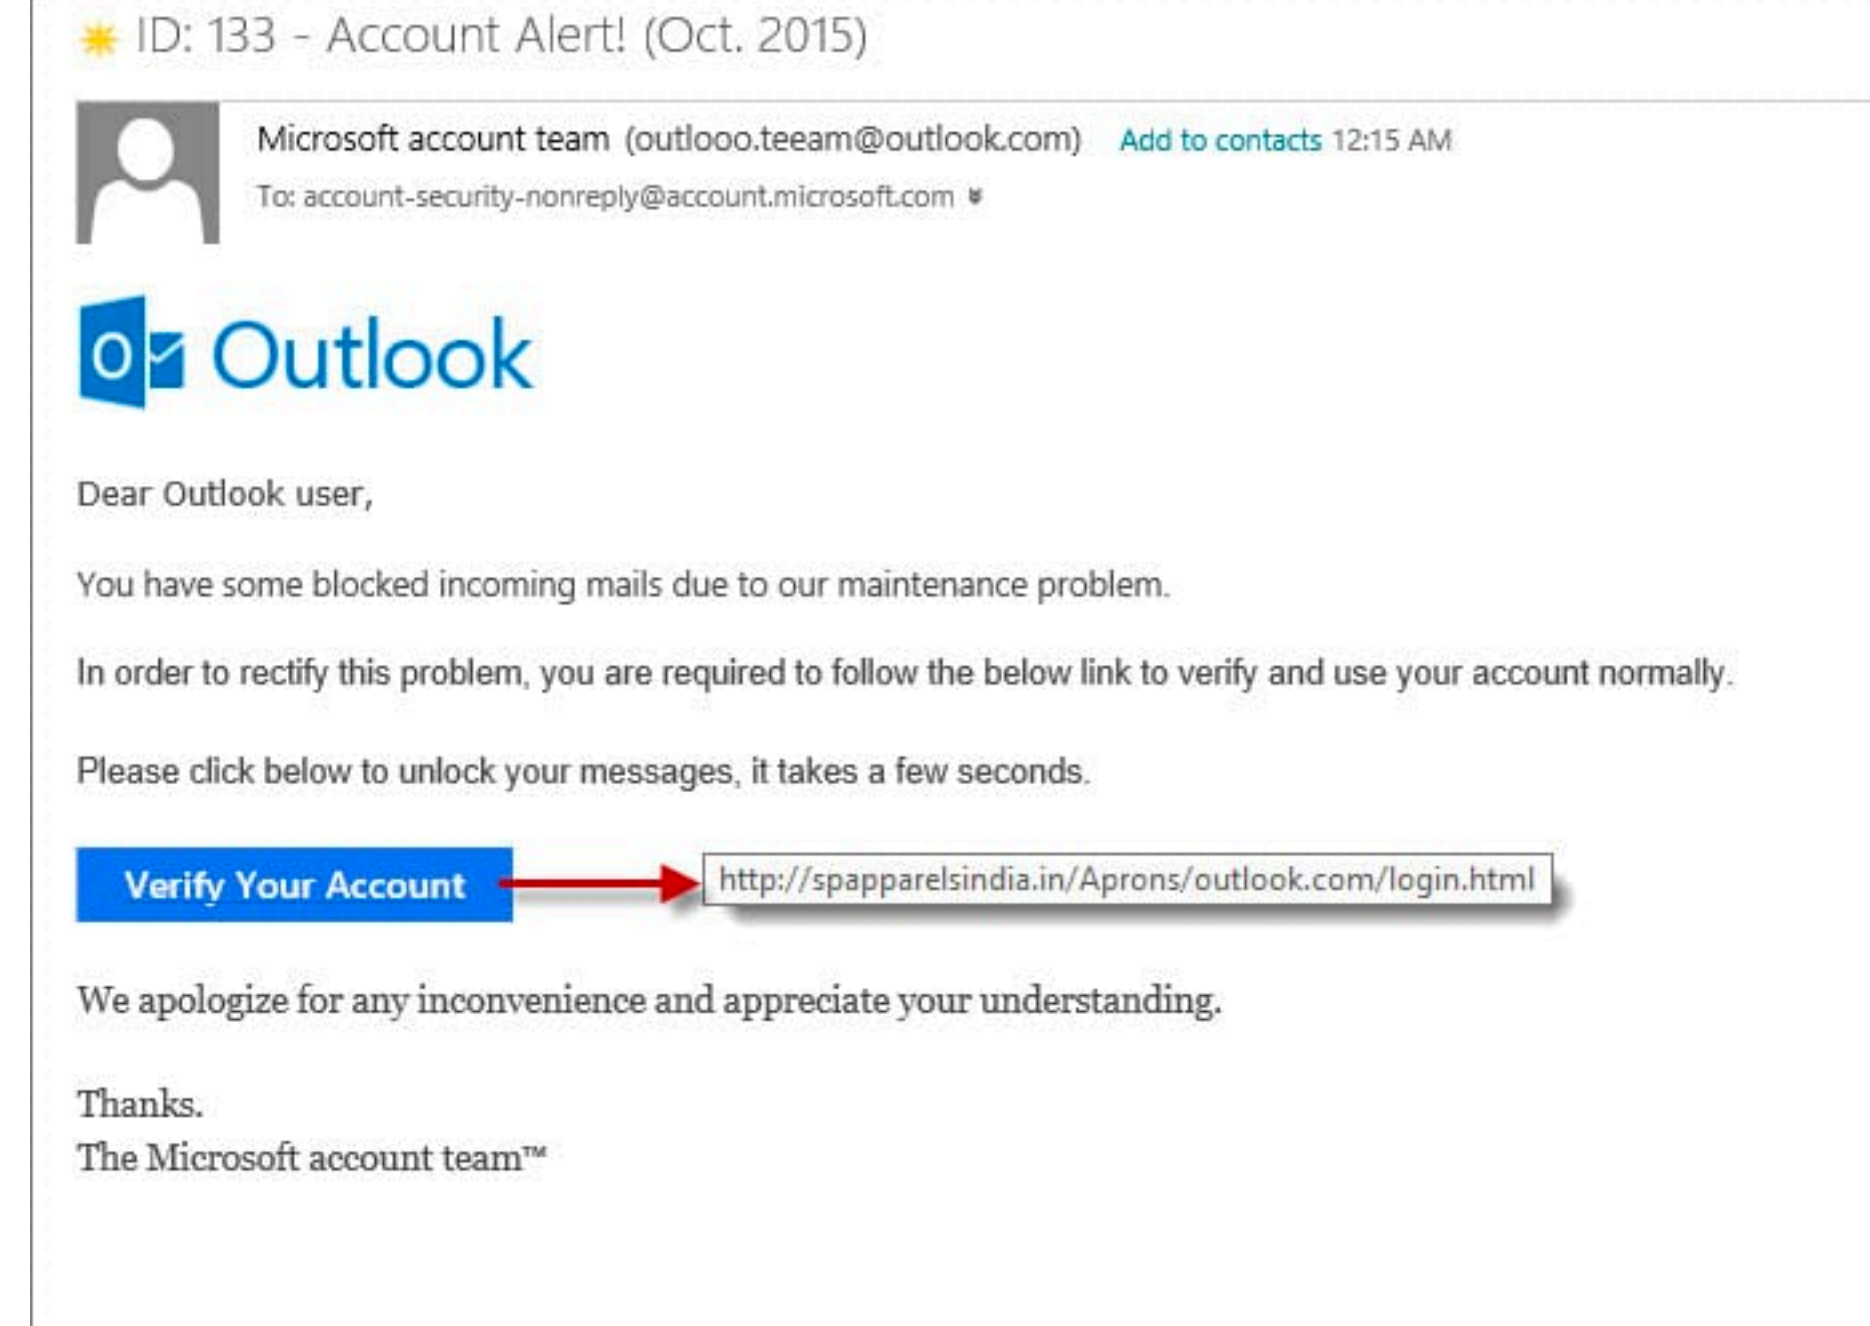 ID: 133 - Account Alert! (Oct. 2015)
Microsoft account team (outlooo.teeam@outlook.com) Add to contacts 12:15 AM
To: account-security-nonreply@account.microsoft.com
Outlook
Dear Outlook user,
You have some blocked incoming mails due to our maintenance problem.
In order to rectify this problem, you are required to follow the below link to verify and use your account normally.
Please click below to unlock your messages, it takes a few seconds.
Verify Your Account http://spapparelsindia.in/Aprons/outlook.com/login.html
We apologize for any inconvenience and appreciate your understanding.
Thanks.
The Microsoft account team™